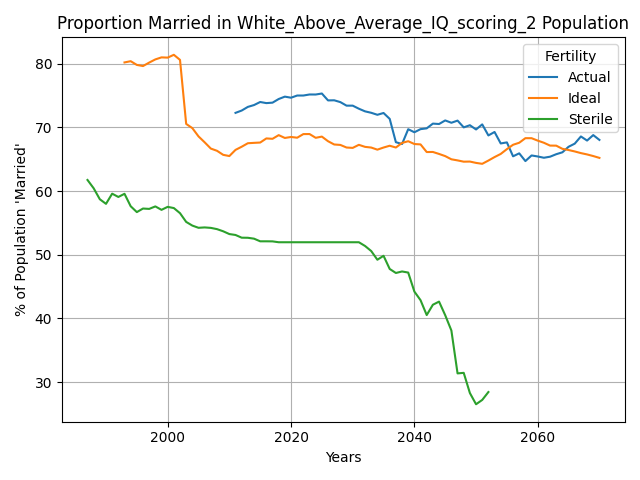 Proportion Married in White_Above_Average_IQ_scoring_2 Population
Fertility
Actual
Ideal
Sterile
% of Population 'Married'
80
70
60
50
40
30
2000
2020
2040
2060
Years